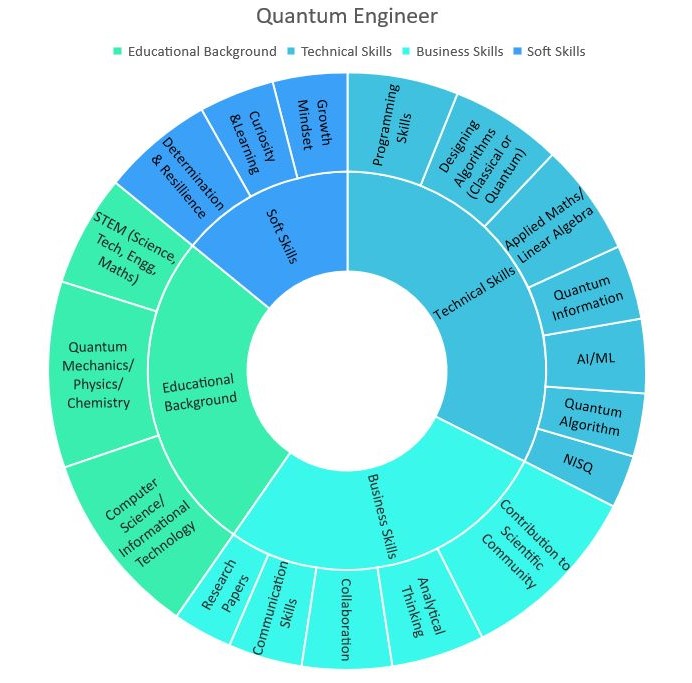 Quantum Engineer
Educational Background
Technical Skills
Business Skills
Soft Skills
Programming
Skills
Designing
Algorithms
(Classical or
Quantum)
Applied Maths/
Linear Algebra
Quantum
Information
AI/ML
Quantum
Algorithm
NISQ
Technical Skills
Contribution to
Scientific
Community
Analytical
Thinking
Collaboration
Communication
Skills
Research
Papers
Business Skills
Computer
Science/
Informational
Technology
Quantum
Mechanics/
Physics/
Chemistry
STEM (Science,
Tech, Engg,
Maths)
Educational
Background
Determination
& Resillience
Curiosity
&Learning
Growth
Mindset
Soft Skills